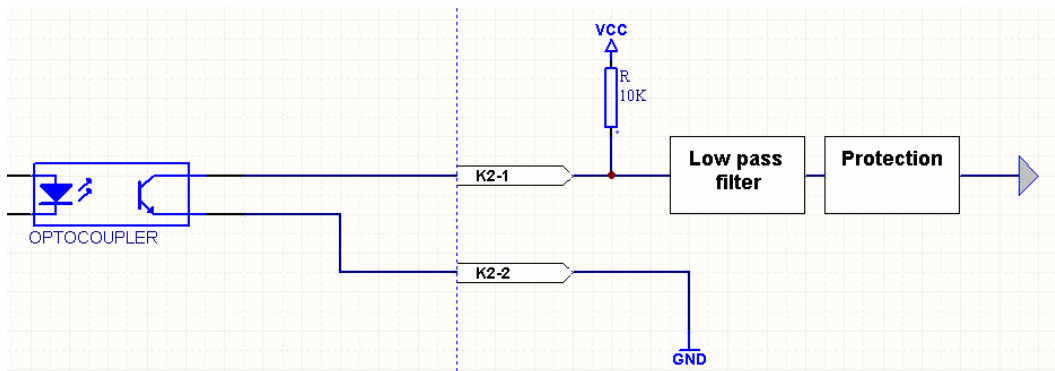 VCC
R
10K
Low pass
filter
Protection
K2-1
OPTOCOUPLER
K2-2
GND